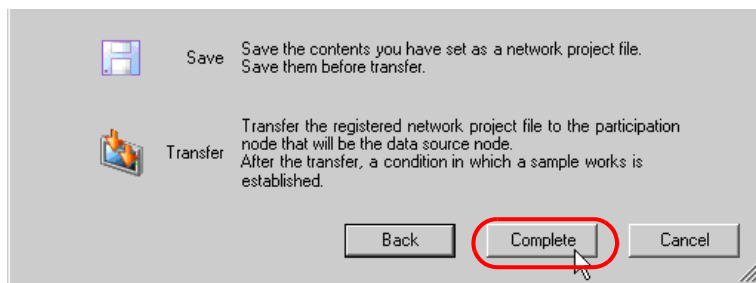 Save
Save the contents you have set as a network project file.
Save them before transfer.
Transfer
Transfer the registered network project file to the participation
node that will be the data source node.
After the transfer, a condition in which a sample works is
established.
Back
Complete
Cancel